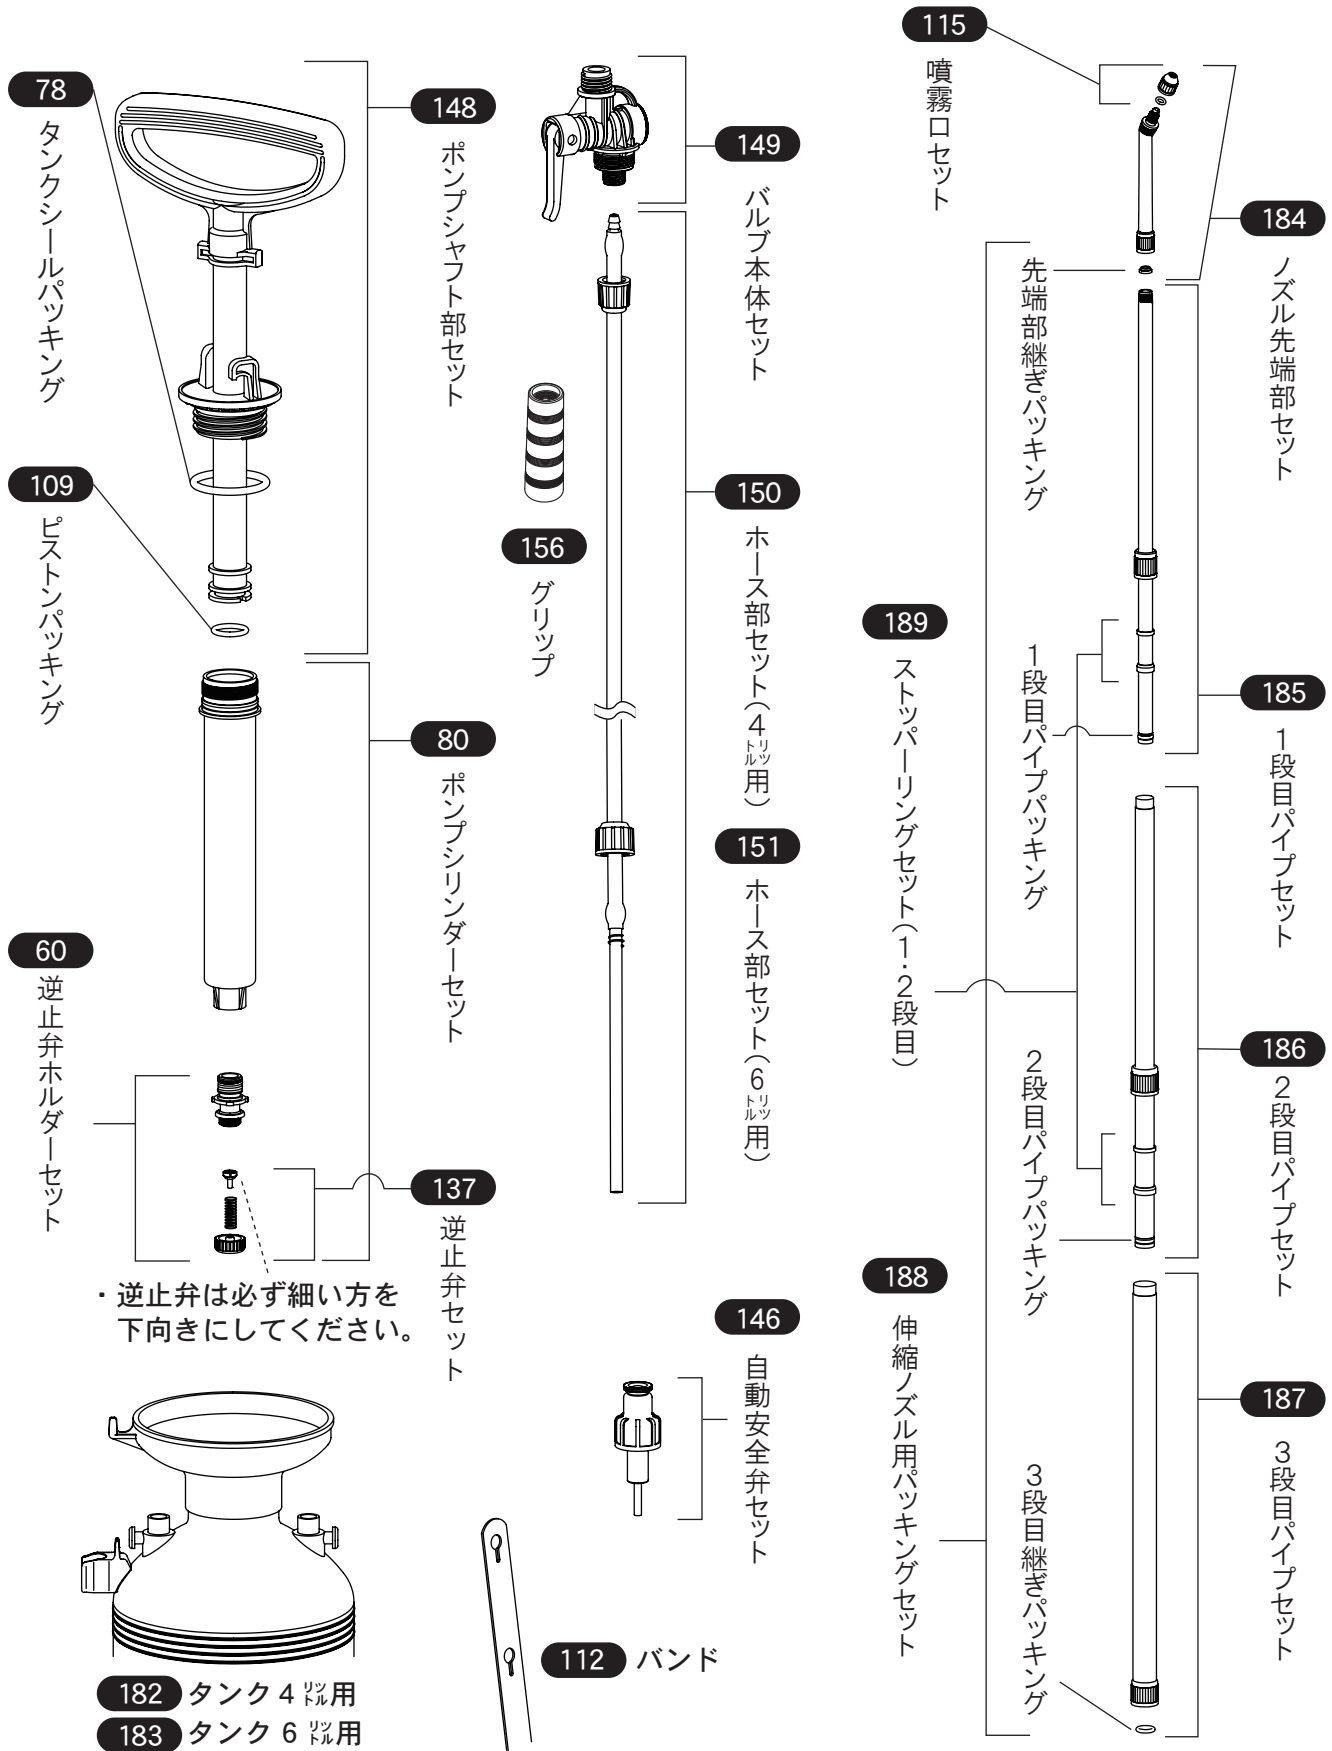 78
タンクシールパッキング
148
ポンプシャフト部セット
109
ピストンパッキング
80
ポンプシリンダーセット
60
逆止弁ホルダーセット
137
逆止弁セット
・逆止弁は必ず細い方を
下向きにしてください。
182 タンク 4 リットル用
183 タンク 6 リットル用
149
バルブ本体セット
156
グリップ
150
ホース部セット(4リットル用)
151
ホース部セット(6リットル用)
146
自動安全弁セット
112 バンド
115
噴霧口セット
184
ノズル先端部セット
先端部継ぎパッキング
189
ストッパーリングセット(1・2段目)
1段目パイプパッキング
185
1段目パイプセット
186
2段目パイプセット
2段目パイプパッキング
188
伸縮ノズル用パッキングセット
187
3段目パイプセット
3段目継ぎパッキング